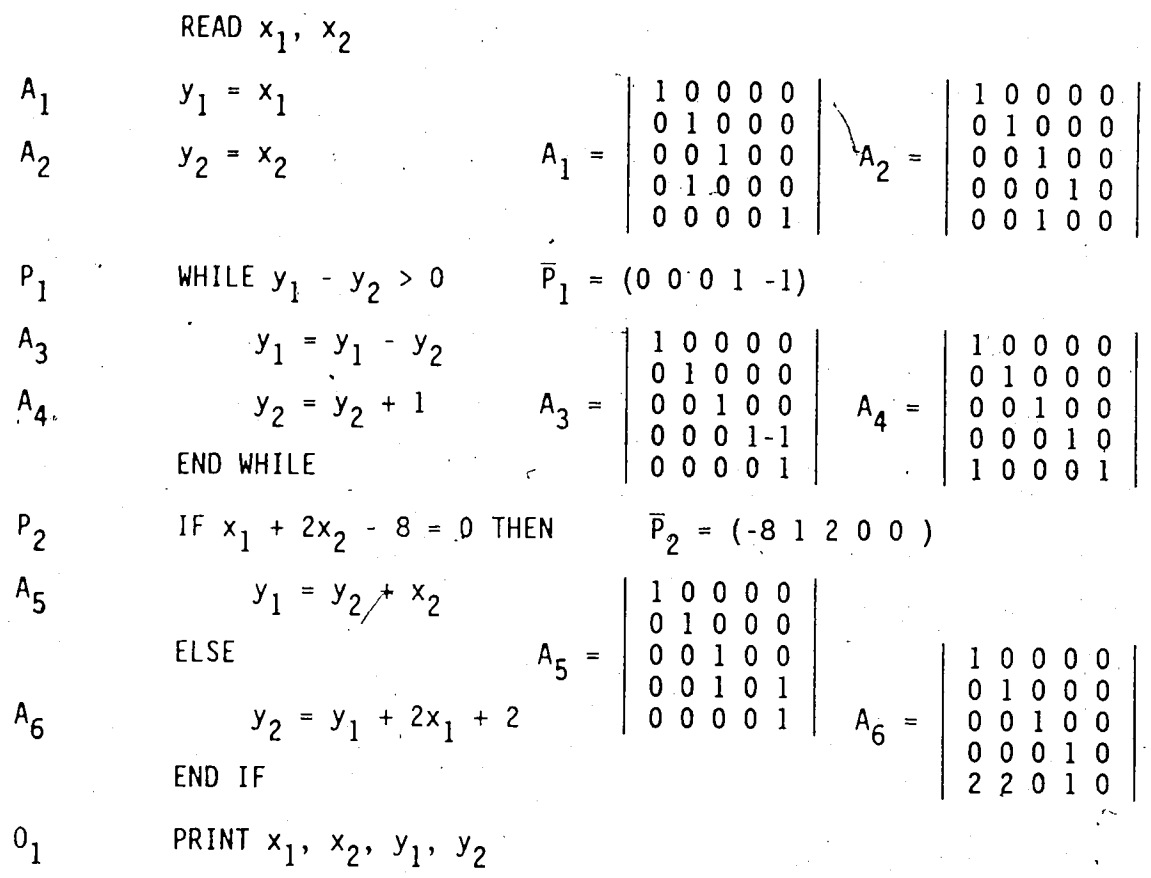 READ x₁, x₂
A₁ y₁ = x₁
A₂ y₂ = x₂
A₁ =
1 0 0 0 0
0 1 0 0 0
0 0 1 0 0
0 1 0 0 0
0 0 0 0 1
A₂ =
1 0 0 0 0
0 1 0 0 0
0 0 1 0 0
0 0 0 1 0
0 0 1 0 0
P₁ WHILE y₁ - y₂ > 0 P̅₁ = (0 0 0 1 -1)
A₃ y₁ = y₁ - y₂
A₄ y₂ = y₂ + 1
A₃ =
1 0 0 0 0
0 1 0 0 0
0 0 1 0 0
0 0 0 1-1
0 0 0 0 1
A₄ =
1 0 0 0 0
0 1 0 0 0
0 0 1 0 0
0 0 0 1 0
1 0 0 0 1
END WHILE
P₂ IF x₁ + 2x₂ - 8 = 0 THEN P̅₂ = (-8 1 2 0 0 )
A₅ y₁ = y₂ + x₂
ELSE
A₅ =
1 0 0 0 0
0 1 0 0 0
0 0 1 0 0
0 0 1 0 1
0 0 0 0 1
A₆ y₂ = y₁ + 2x₁ + 2
A₆ =
1 0 0 0 0
0 1 0 0 0
0 0 1 0 0
0 0 0 1 0
2 2 0 1 0
END IF
O₁ PRINT x₁, x₂, y₁, y₂